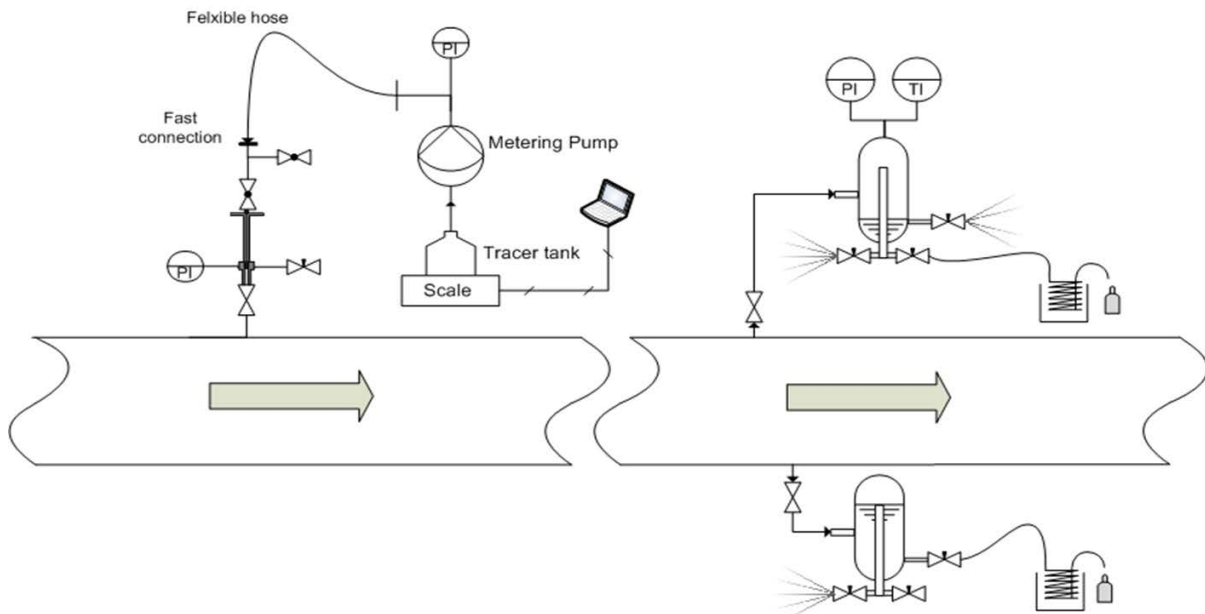 Felxible hose
PI
Fast
connection
Metering Pump
PI
TI
Tracer tank
PI
Scale